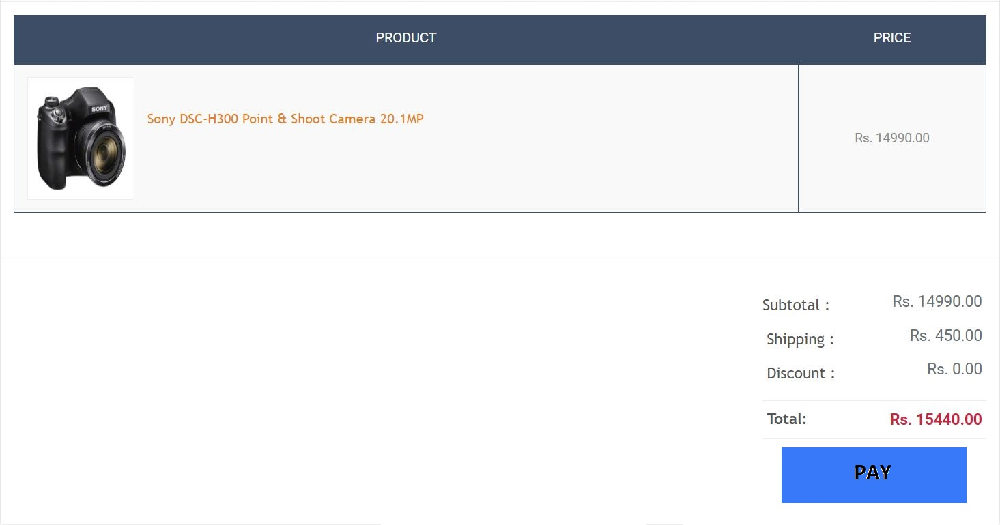 PRODUCT PRICE
SONY
Sony DSC-H300 Point & Shoot Camera 20.1MP
Rs. 14990.00
Subtotal : Rs. 14990.00
Shipping : Rs. 450.00
Discount : Rs. 0.00
Total: Rs. 15440.00
PAY